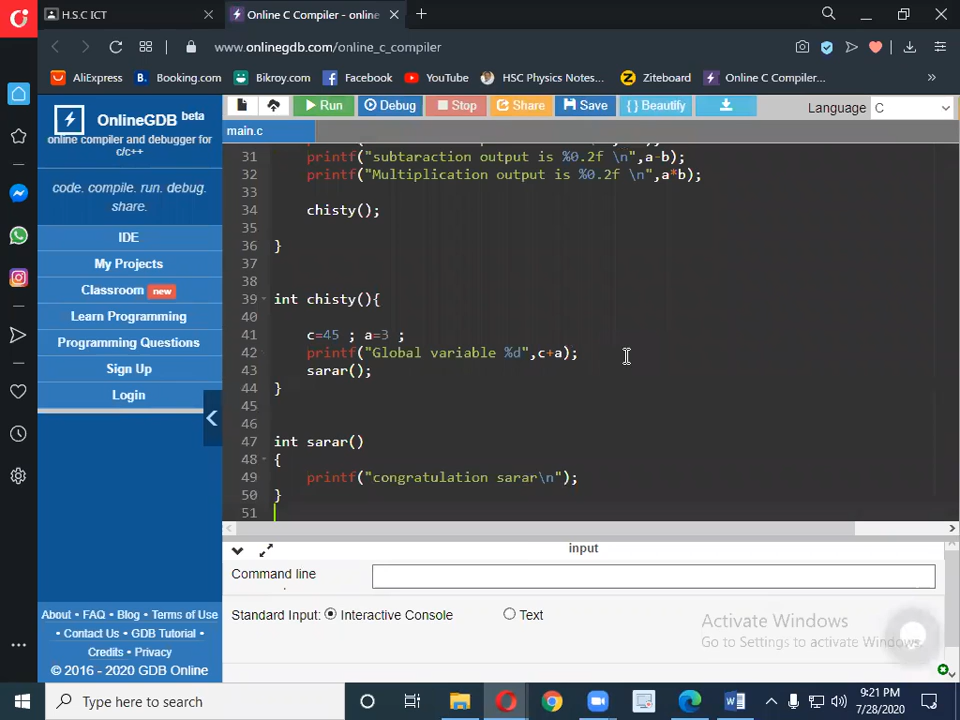 H.S.C ICT
Online C Compiler - online
www.onlinegdb.com/online_c_compiler
AliExpress
Booking.com
Bikroy.com
Facebook
YouTube
HSC Physics Notes...
Ziteboard
Online C Compiler...
»
OnlineGDB beta
online compiler and debugger for
c/c++
code. compile. run. debug.
share.
IDE
My Projects
Classroom new
Learn Programming
Programming Questions
Sign Up
Login
About • FAQ • Blog • Terms of Use
• Contact Us • GDB Tutorial •
Credits • Privacy
© 2016 - 2020 GDB Online
Run
Debug
Stop
Share
Save
{ } Beautify
Language C
main.c
31 printf("subtaraction output is %0.2f \n",a-b);
32 printf("Multiplication output is %0.2f \n",a*b);
33
34 chisty();
35
36 }
37
38
39 int chisty(){
40
41 c=45 ; a=3 ;
42 printf("Global variable %d",c+a);
43 sarar();
44 }
45
46
47 int sarar()
48 {
49 printf("congratulation sarar\n");
50 }
51
input
Command line
Standard Input: Interactive Console Text
Activate Windows
Go to Settings to activate Windows.
Type here to search
9:21 PM
7/28/2020